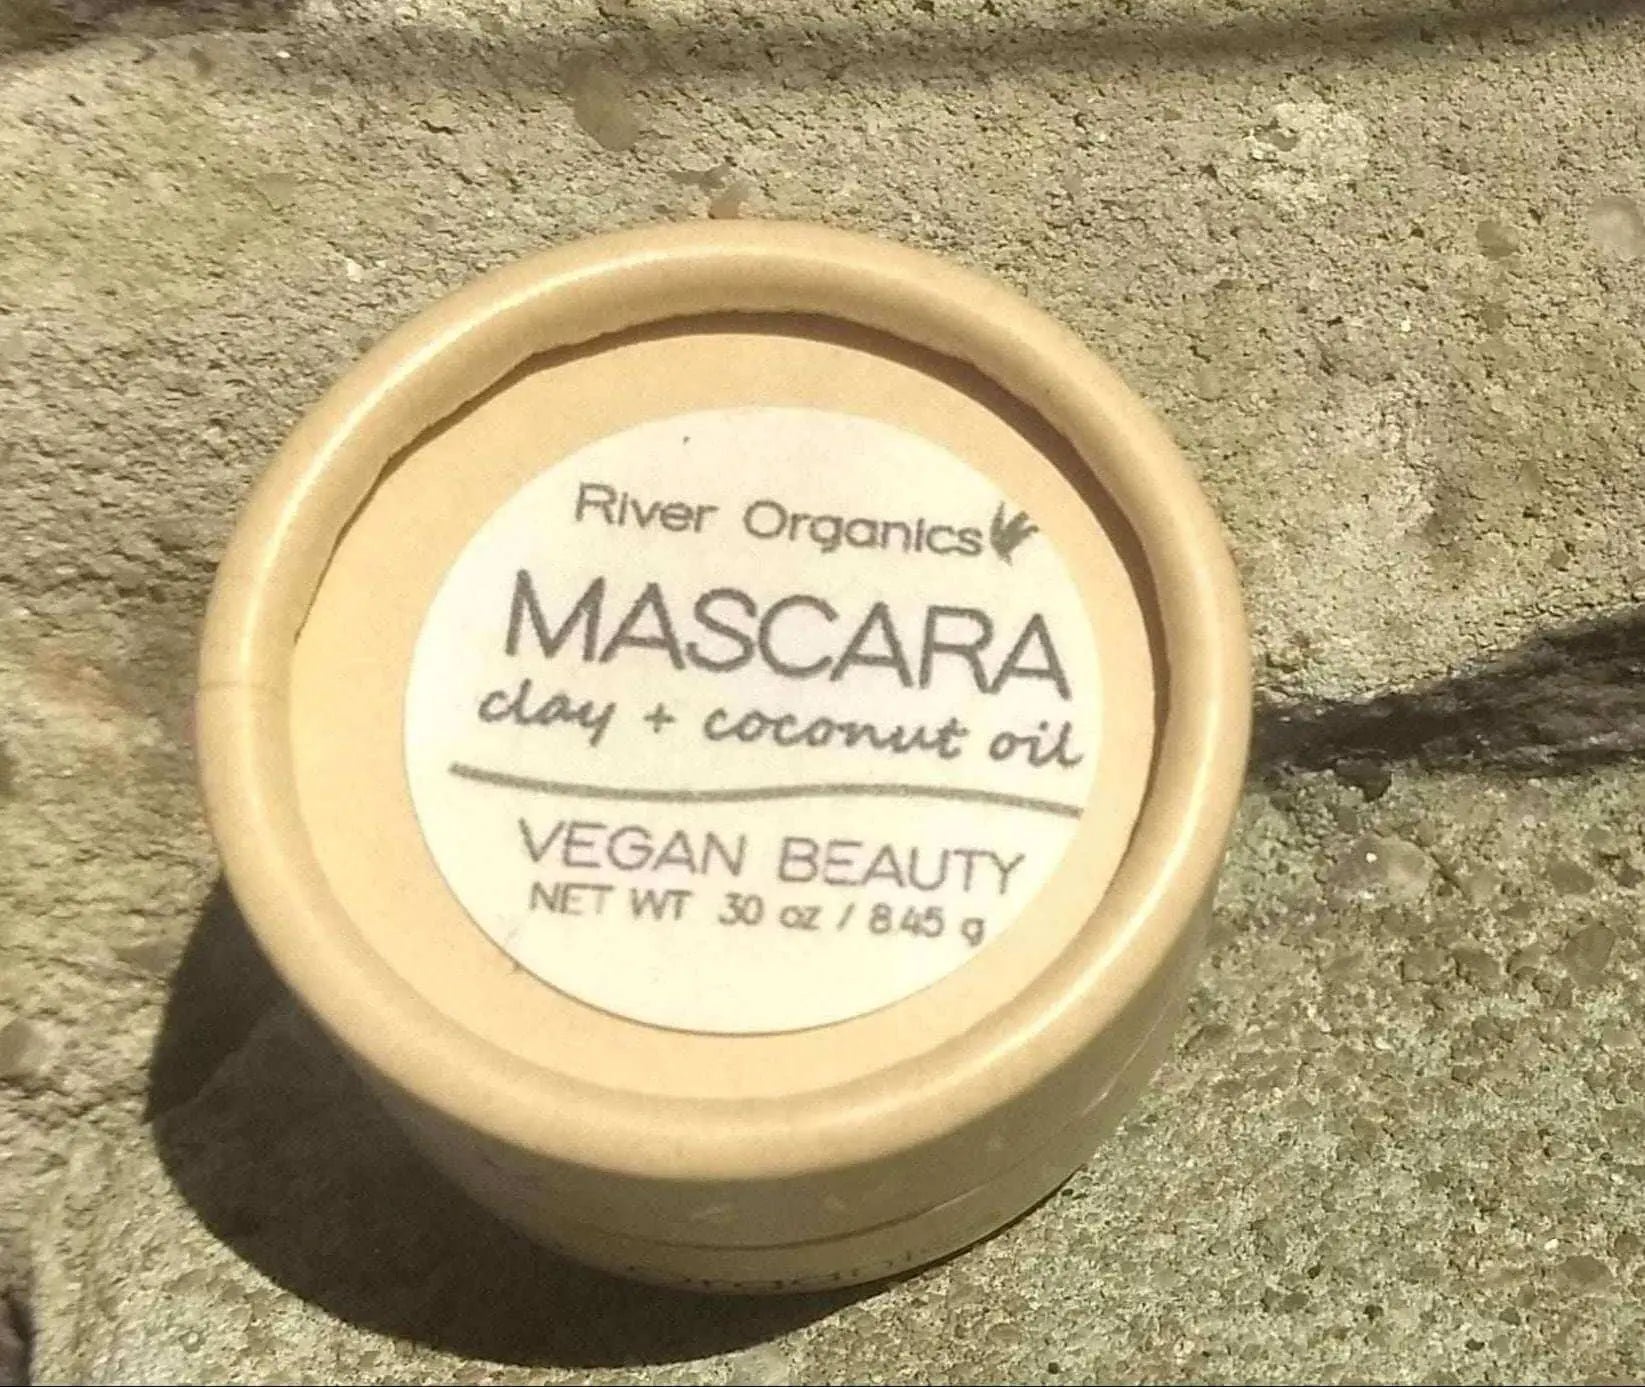 River Organics
MASCARA
clay + coconut oil
VEGAN BEAUTY
NET WT .30 oz / 8.45 g